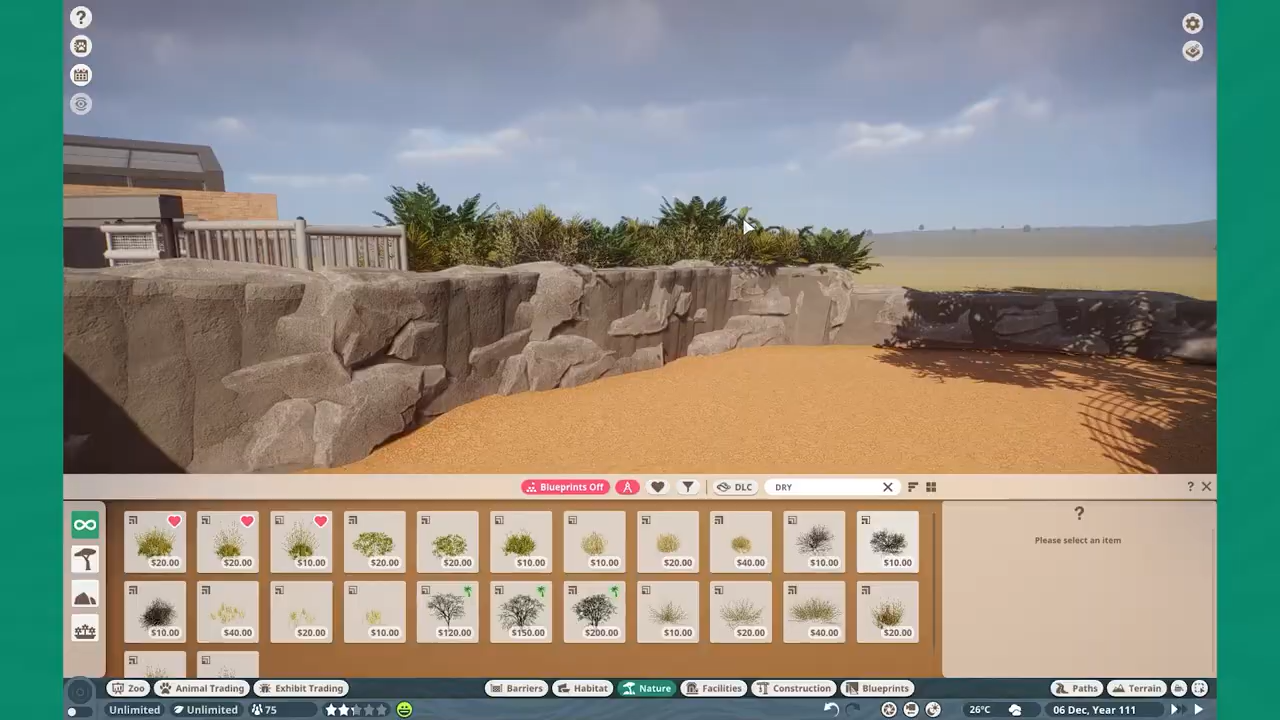 ?
Blueprints Off DLC DRY ? ×
$20.00 $20.00 $10.00 $20.00 $20.00 $10.00 $10.00 $20.00 $40.00 $10.00 $10.00
?
Please select an item
$10.00 $40.00 $20.00 $10.00 $120.00 $150.00 $200.00 $10.00 $20.00 $40.00 $20.00
Zoo Animal Trading Exhibit Trading Barriers Habitat Nature Facilities Construction Blueprints Paths Terrain
Unlimited Unlimited 75 26°C 06 Dec, Year 111